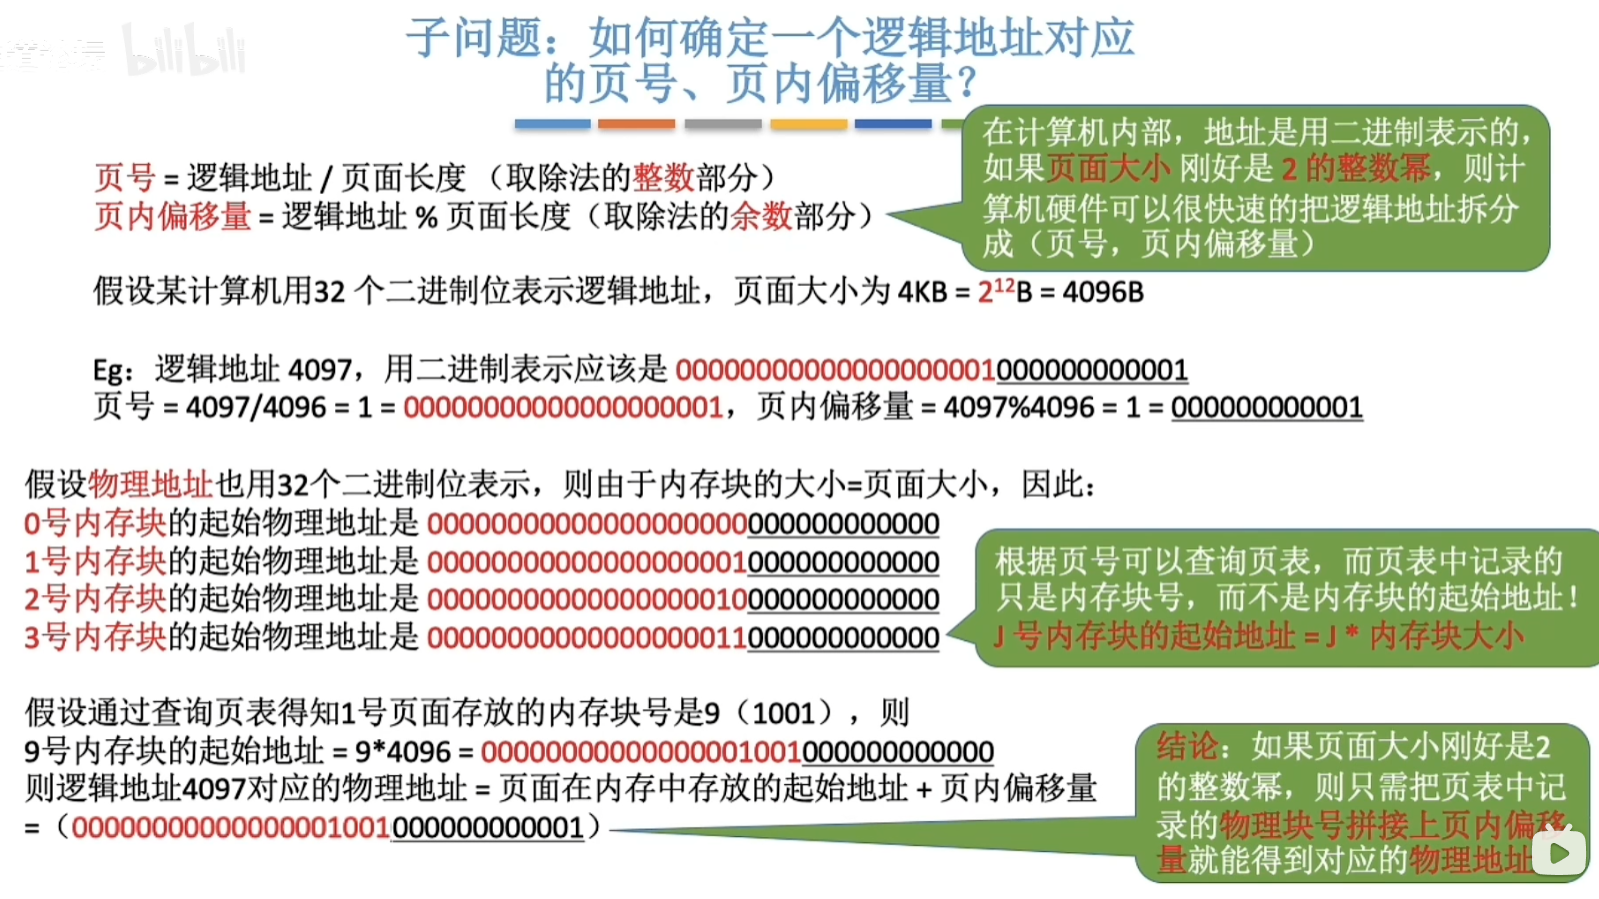 bilibili
子问题：如何确定一个逻辑地址对应
的页号、页内偏移量？
在计算机内部，地址是用二进制表示的，
如果页面大小 刚好是 2 的整数幂，则计
算机硬件可以很快速的把逻辑地址拆分
成（页号，页内偏移量）
页号 = 逻辑地址 / 页面长度 （取除法的整数部分）
页内偏移量 = 逻辑地址 % 页面长度（取除法的余数部分）
假设某计算机用32 个二进制位表示逻辑地址，页面大小为 4KB = 2¹²B = 4096B
Eg：逻辑地址 4097，用二进制表示应该是 00000000000000000001000000000001
页号 = 4097/4096 = 1 = 00000000000000000001，页内偏移量 = 4097%4096 = 1 = 000000000001
假设物理地址也用32个二进制位表示，则由于内存块的大小=页面大小，因此：
0号内存块的起始物理地址是 00000000000000000000000000000000
1号内存块的起始物理地址是 00000000000000000001000000000000
2号内存块的起始物理地址是 00000000000000000010000000000000
3号内存块的起始物理地址是 00000000000000000011000000000000
根据页号可以查询页表，而页表中记录的
只是内存块号，而不是内存块的起始地址！
J 号内存块的起始地址 = J * 内存块大小
假设通过查询页表得知1号页面存放的内存块号是9（1001），则
9号内存块的起始地址 = 9*4096 = 00000000000000001001000000000000
则逻辑地址4097对应的物理地址 = 页面在内存中存放的起始地址 + 页内偏移量
=（00000000000000001001000000000001）
结论：如果页面大小刚好是2
的整数幂，则只需把页表中记
录的物理块号拼接上页内偏移
量就能得到对应的物理地址